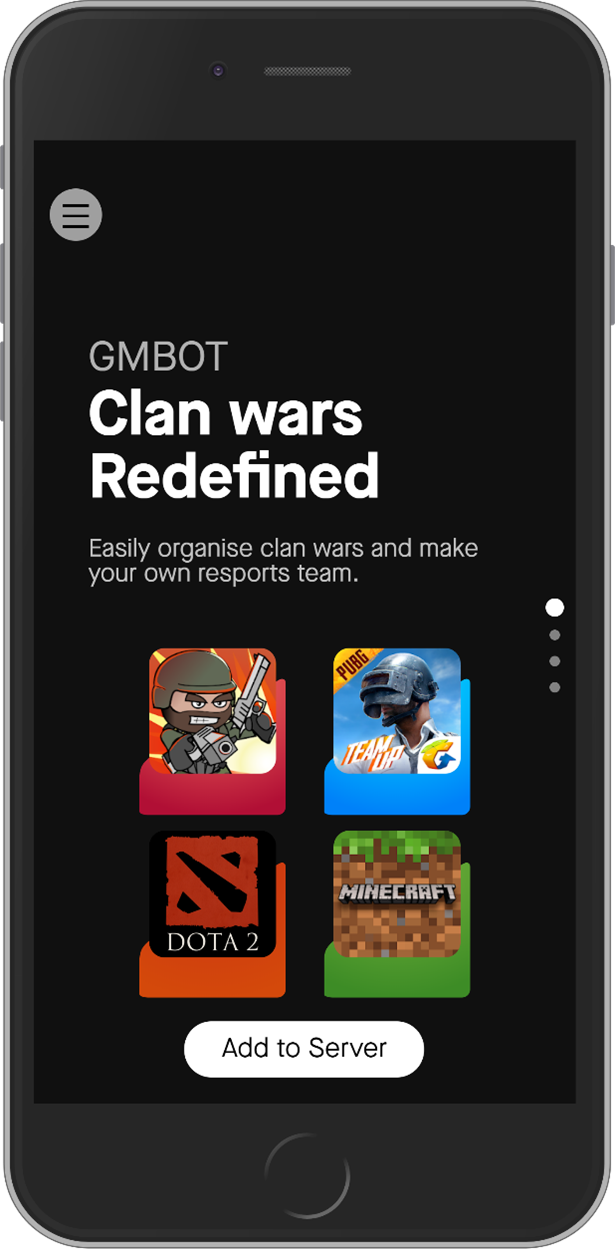 GMBOT
Clan wars
Redefined
Easily organise clan wars and make
your own resports team.
PUBG
TEAM
UP
DOTA 2
MINECRAFT
Add to Server